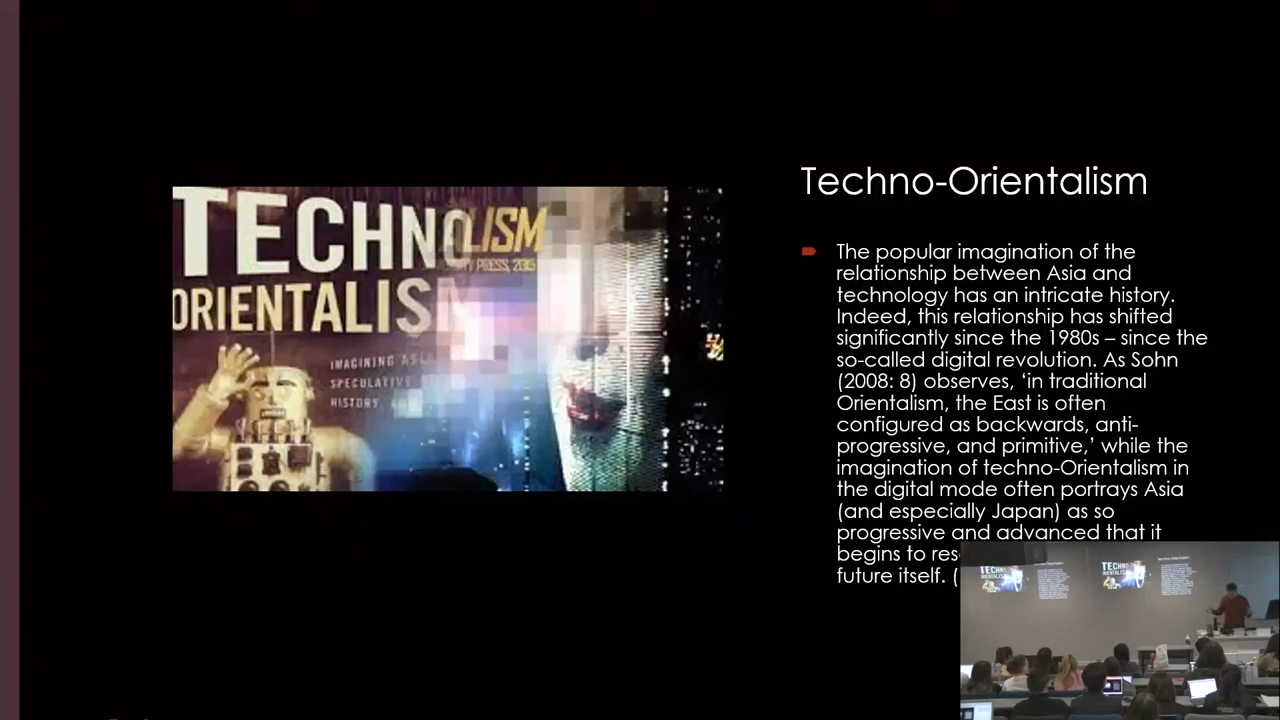 TECHNO
LISM
PRESS, 2015
ORIENTALIS
IMAGINING ASIA
SPECULATIVE
HISTORY,
Techno-Orientalism
The popular imagination of the
relationship between Asia and
technology has an intricate history.
Indeed, this relationship has shifted
significantly since the 1980s – since the
so-called digital revolution. As Sohn
(2008: 8) observes, ‘in traditional
Orientalism, the East is often
configured as backwards, anti-
progressive, and primitive,’ while the
imagination of techno-Orientalism in
the digital mode often portrays Asia
(and especially Japan) as so
progressive and advanced that it
begins to
future itself. (